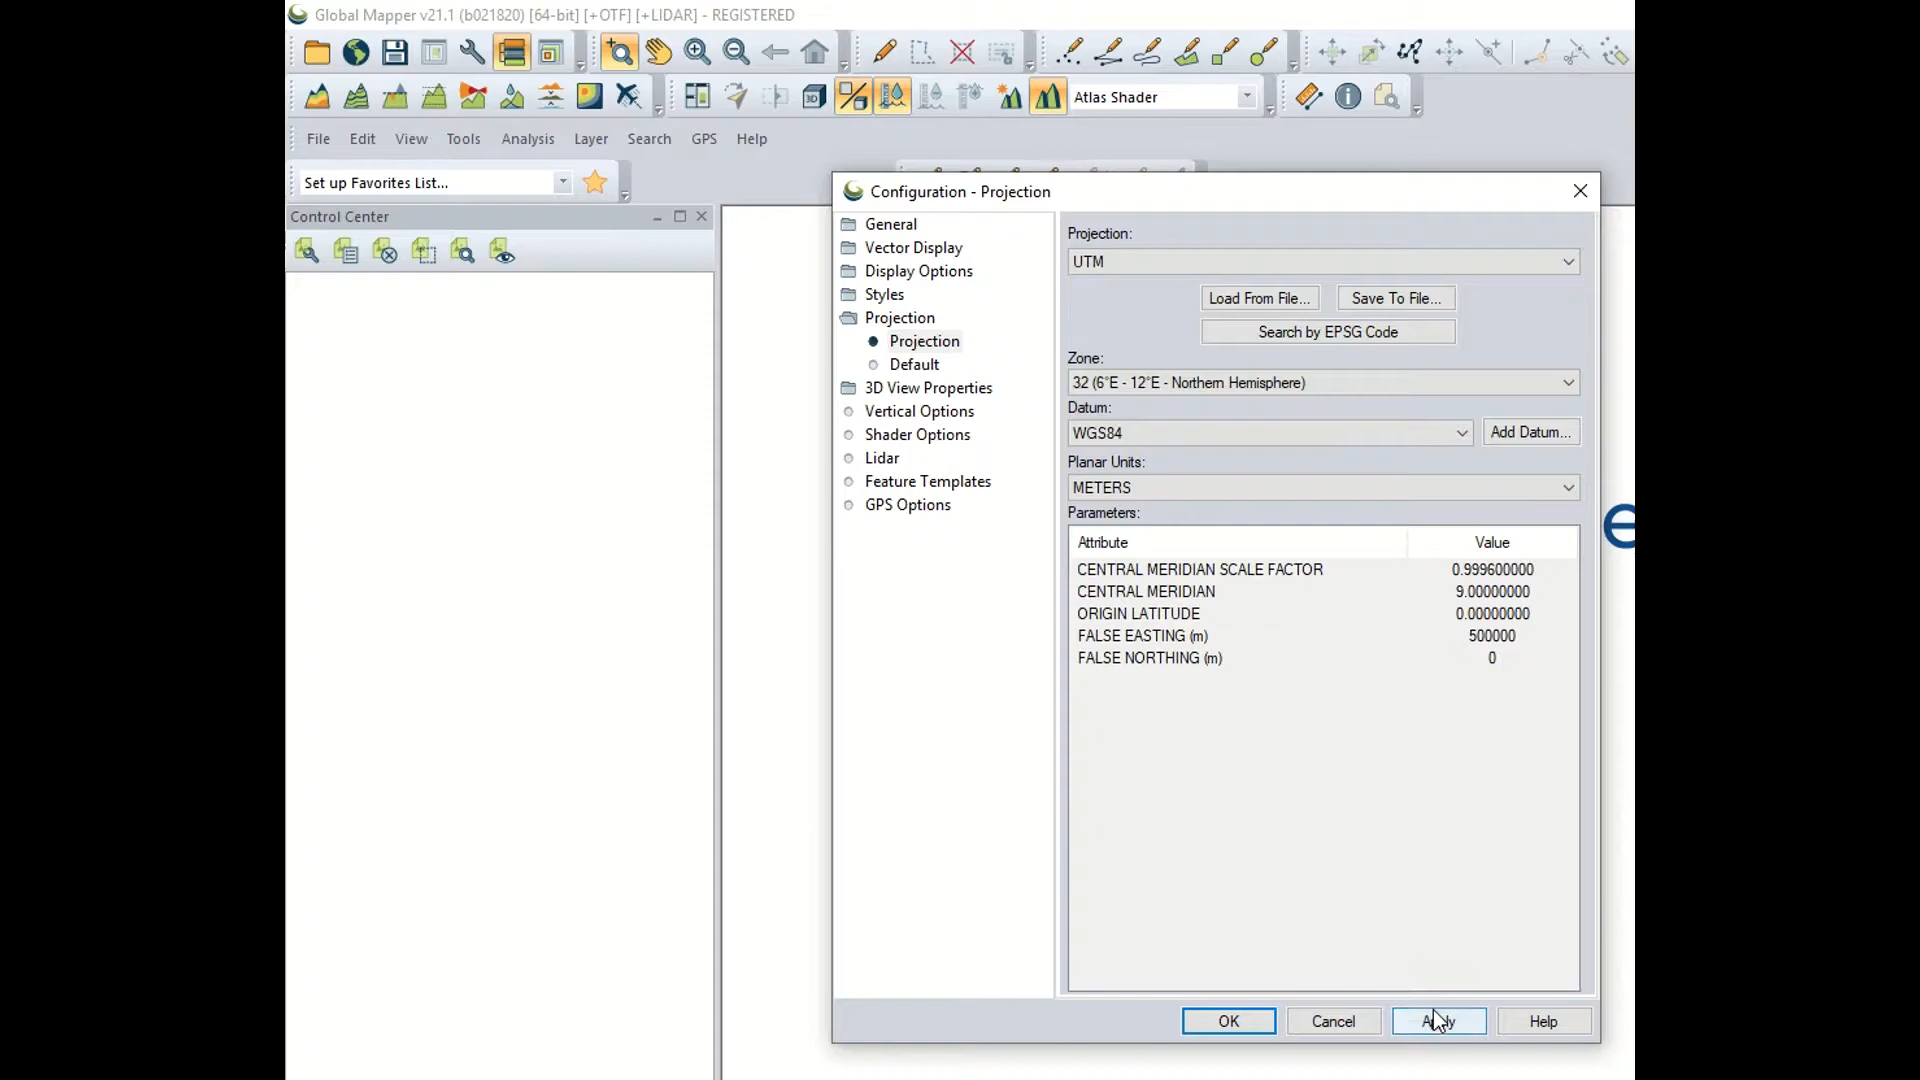 Global Mapper v21.1 (b021820) [64-bit] [+OTF] [+LIDAR] - REGISTERED
3D
Atlas Shader
File Edit View Tools Analysis Layer Search GPS Help
Set up Favorites List...
Control Center
Configuration - Projection
General
Vector Display
Display Options
Styles
Projection
Projection
Default
3D View Properties
Vertical Options
Shader Options
Lidar
Feature Templates
GPS Options
Projection:
UTM
Load From File... Save To File...
Search by EPSG Code
Zone:
32 (6°E - 12°E - Northern Hemisphere)
Datum:
WGS84 Add Datum...
Planar Units:
METERS
Parameters:
Attribute Value
CENTRAL MERIDIAN SCALE FACTOR 0.999600000
CENTRAL MERIDIAN 9.00000000
ORIGIN LATITUDE 0.00000000
FALSE EASTING (m) 500000
FALSE NORTHING (m) 0
OK Cancel Apply Help